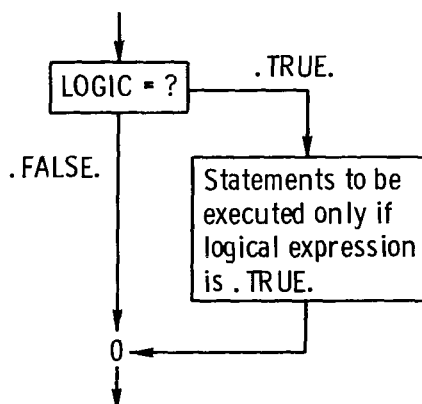 LOGIC = ?
.TRUE.
.FALSE.
Statements to be
executed only if
logical expression
is .TRUE.
0